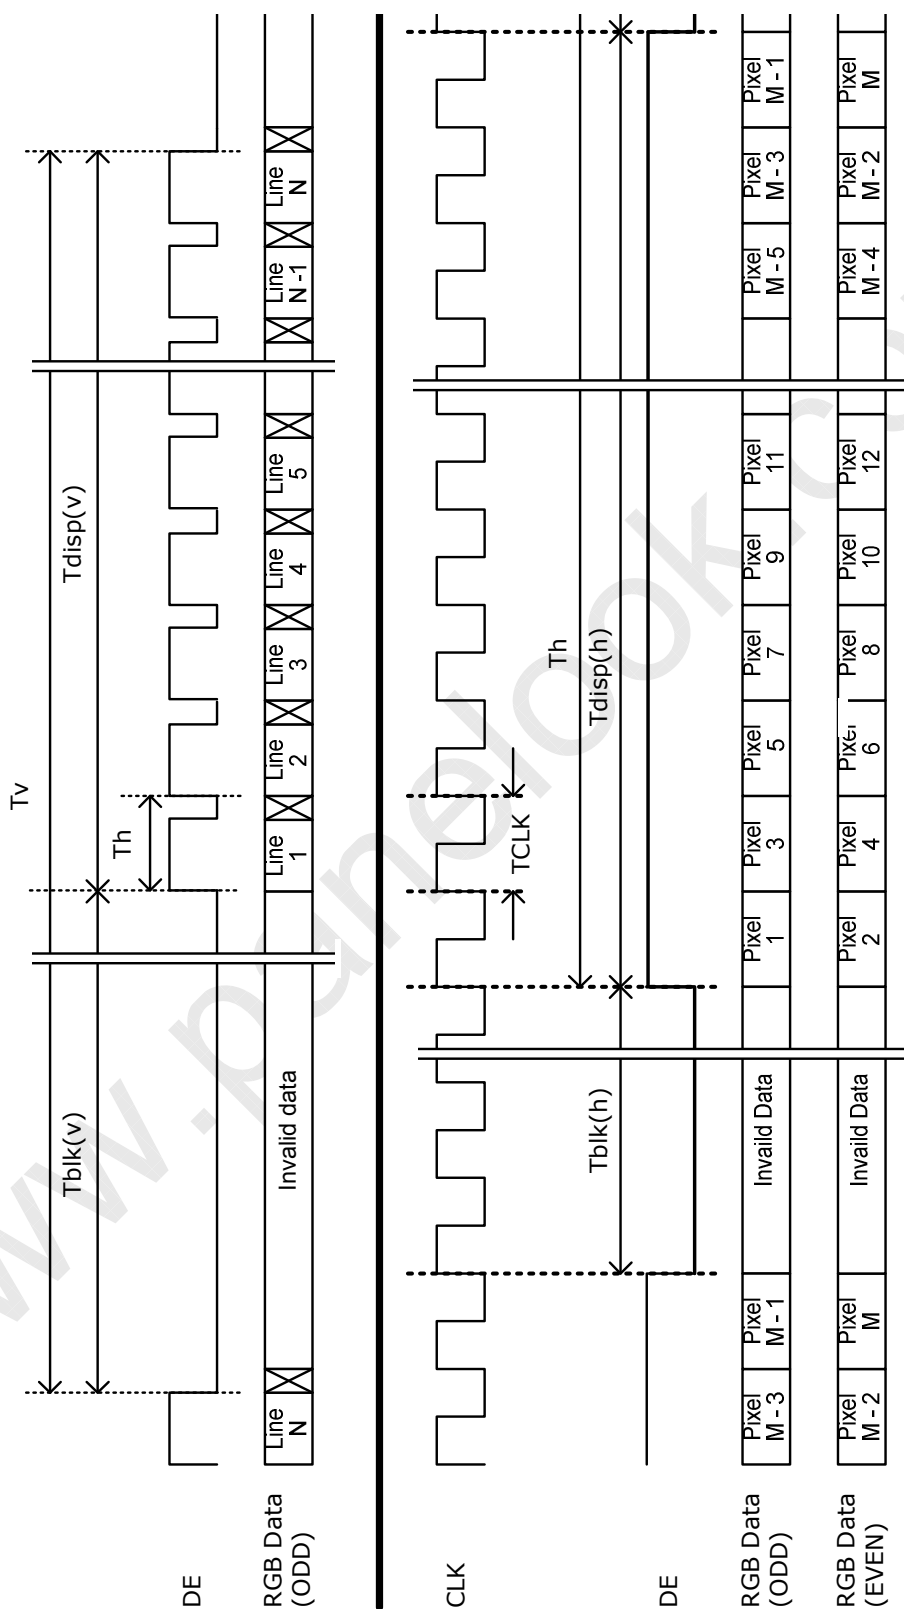 Tv
Tblk(v) Tdisp(v)
Th
DE
RGB Data
(ODD)
Line
N
Invalid data
Line
1
Line
2
Line
3
Line
4
Line
5
Line
N-1
Line
N
CLK
TCLK
Th
Tblk(h) Tdisp(h)
DE
RGB Data
(ODD)
Pixel
M - 3
Pixel
M - 1
Invaild Data
Pixel
1
Pixel
3
Pixel
5
Pixel
7
Pixel
9
Pixel
11
Pixel
M - 5
Pixel
M - 3
Pixel
M - 1
RGB Data
(EVEN)
Pixel
M - 2
Pixel
M
Invaild Data
Pixel
2
Pixel
4
Pixel
6
Pixel
8
Pixel
10
Pixel
12
Pixel
M - 4
Pixel
M - 2
Pixel
M
ww.panelook.co